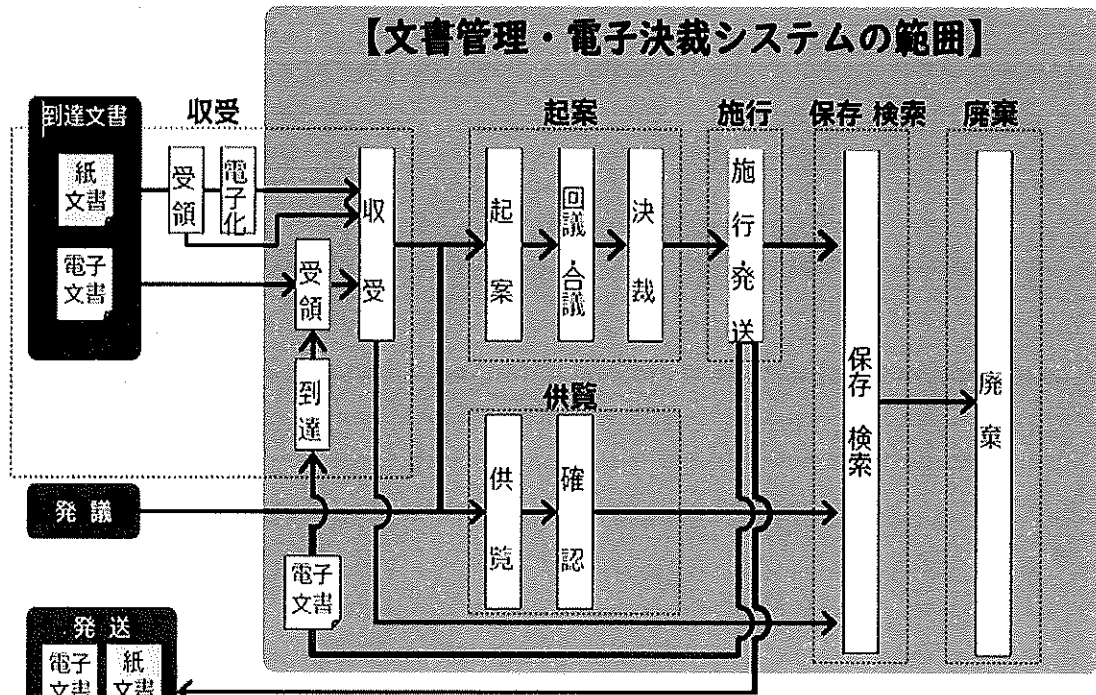 【文書管理・電子決裁システムの範囲】
到達文書
収受
起案
施行
保存 検索
廃棄
紙
文書
受領
電子化
収受
電子
文書
受領
到達
起案
回議・合議
決裁
施行・発送
保存 検索
廃棄
供覧
供覧
確認
発議
電子
文書
発送
電子
文書
紙
文書